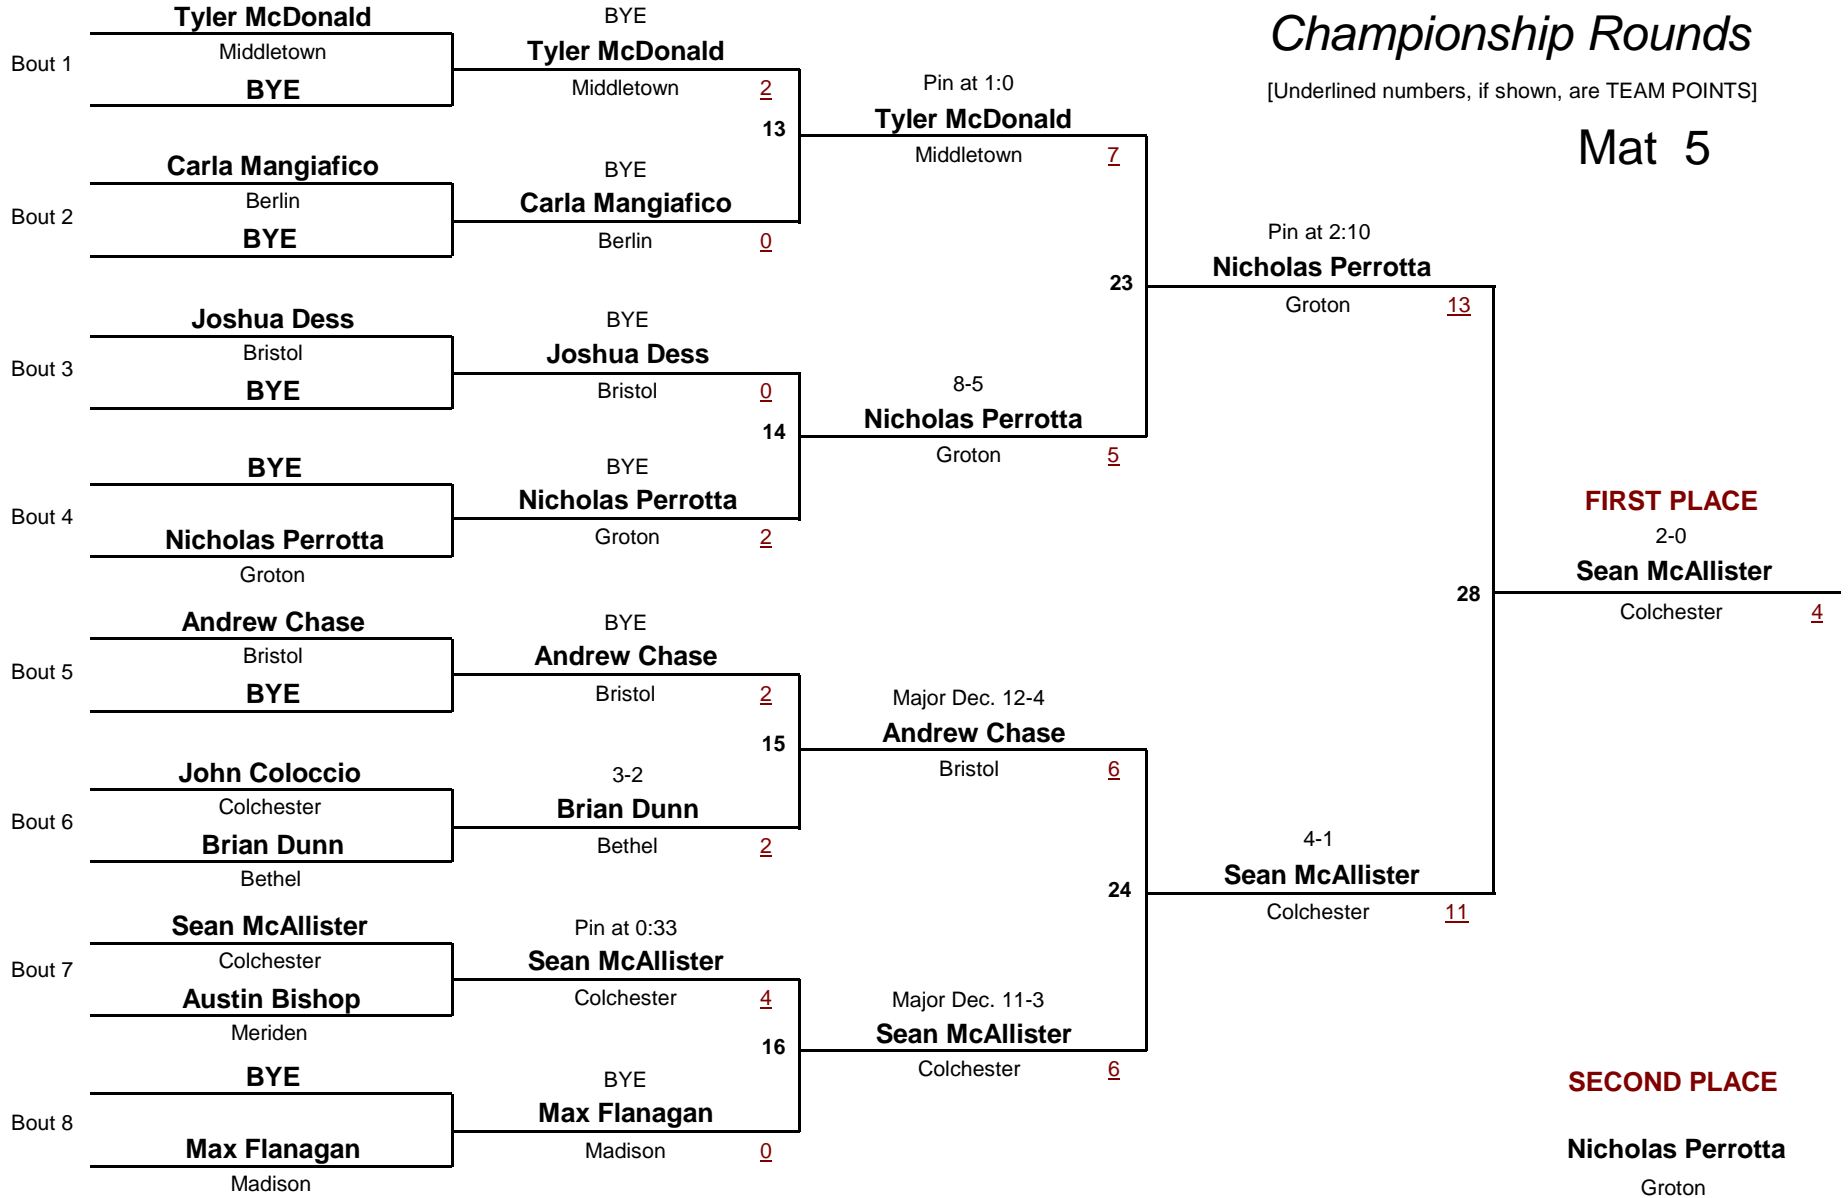 Championship Rounds
[Underlined numbers, if shown, are TEAM POINTS]
Mat 5
Bout 1
Tyler McDonald
Middletown
BYE
Bout 2
Carla Mangiafico
Berlin
BYE
Bout 3
Joshua Dess
Bristol
BYE
Bout 4
BYE
Nicholas Perrotta
Groton
Bout 5
Andrew Chase
Bristol
BYE
Bout 6
John Coloccio
Colchester
Brian Dunn
Bethel
Bout 7
Sean McAllister
Colchester
Austin Bishop
Meriden
Bout 8
BYE
Max Flanagan
Madison
BYE
Tyler McDonald
Middletown 2
13
BYE
Carla Mangiafico
Berlin 0
BYE
Joshua Dess
Bristol 0
14
BYE
Nicholas Perrotta
Groton 2
BYE
Andrew Chase
Bristol 2
15
3-2
Brian Dunn
Bethel 2
Pin at 0:33
Sean McAllister
Colchester 4
16
BYE
Max Flanagan
Madison 0
Pin at 1:0
Tyler McDonald
Middletown 7
23
8-5
Nicholas Perrotta
Groton 5
Major Dec. 12-4
Andrew Chase
Bristol 6
24
Major Dec. 11-3
Sean McAllister
Colchester 6
Pin at 2:10
Nicholas Perrotta
Groton 13
28
4-1
Sean McAllister
Colchester 11
FIRST PLACE
2-0
Sean McAllister
Colchester 4
SECOND PLACE
Nicholas Perrotta
Groton